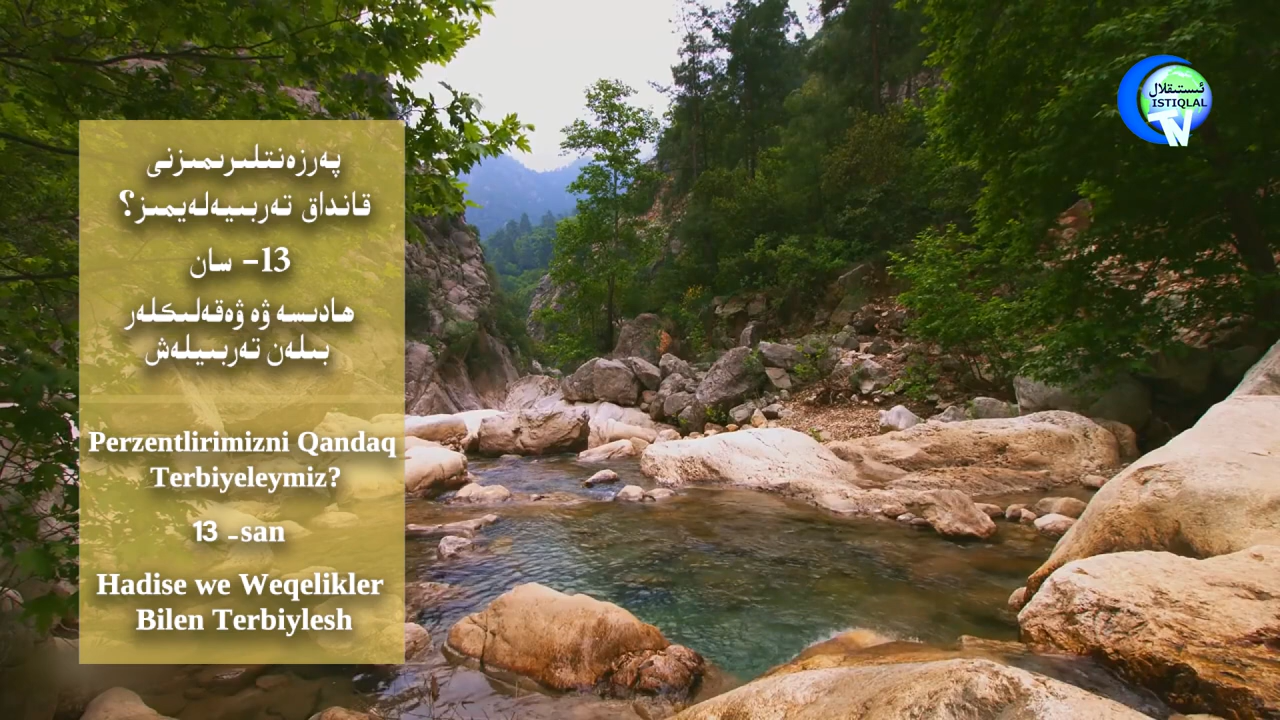 پەرزەنتلىرىمىزنى
قانداق تەربىيەلەيمىز؟
13- سان
ھادىسە ۋە ۋەقەلىكلەر
بىلەن تەربىيلەش
Perzentlirimizni Qandaq
Terbiyeleymiz?
13 -san
Hadise we Weqelikler
Bilen Terbiylesh
ئىستىقلال
ISTIQLAL
TV